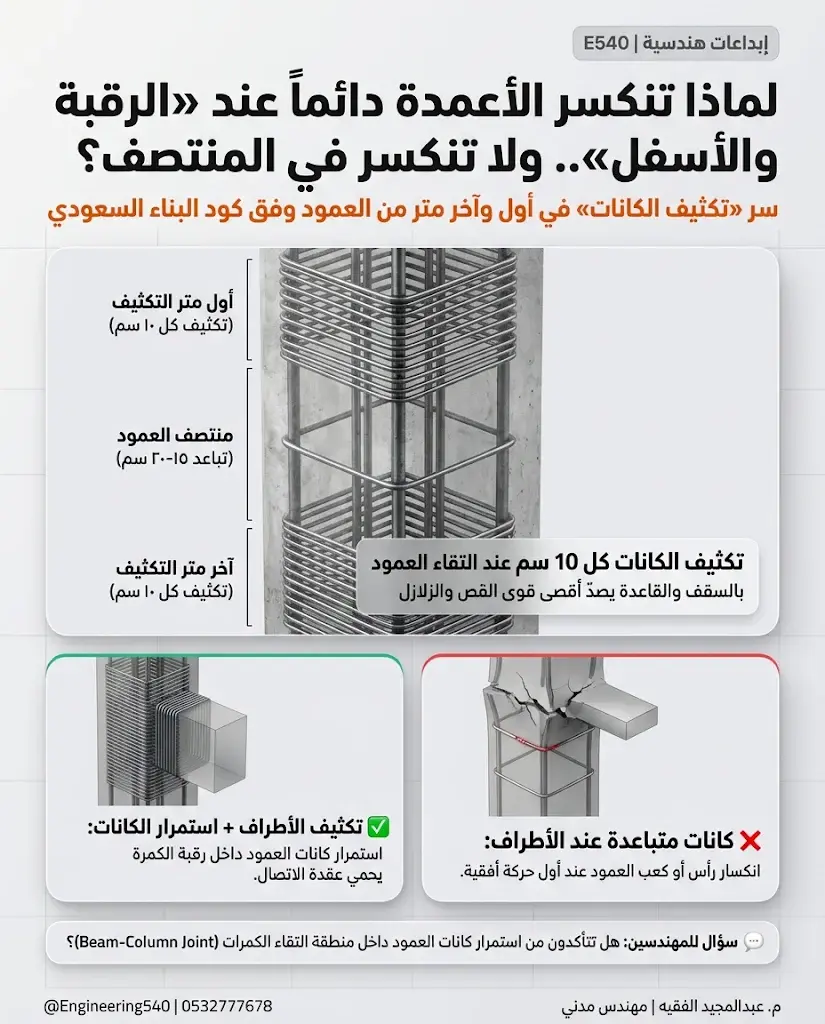 إبداعات هندسية | E540
لماذا تنكسر الأعمدة دائماً عند «الرقبة
والأسفل».. ولا تنكسر في المنتصف؟
سر «تكثيف الكانات» في أول وآخر متر من العمود وفق كود البناء السعودي
أول متر التكثيف
(تكثيف كل ١٠ سم)
منتصف العمود
(تباعد ١٥-٢٠ سم)
آخر متر التكثيف
(تكثيف كل ١٠ سم)
تكثيف الكانات كل 10 سم عند التقاء العمود
بالسقف والقاعدة يصدّ أقصى قوى القص والزلازل
❌ كانات متباعدة عند الأطراف:
انكسار رأس أو كعب العمود عند أول حركة أفقية.
✅ تكثيف الأطراف + استمرار الكانات:
استمرار كانات العمود داخل رقبة الكمرة
يحمي عقدة الاتصال.
💬 سؤال للمهندسين: هل تتأكدون من استمرار كانات العمود داخل منطقة التقاء الكمرات (Beam-Column Joint)؟
م. عبدالمجيد الفقيه | مهندس مدني
@Engineering540 | 0532777678